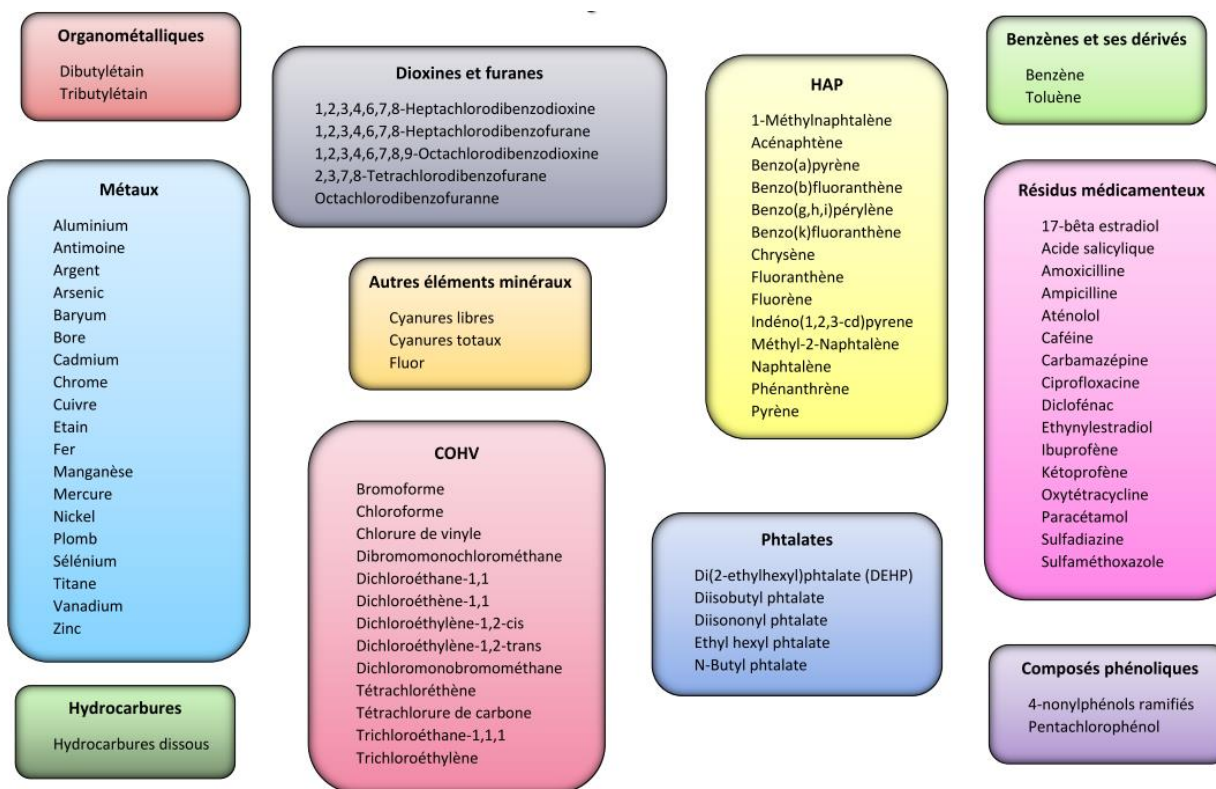 Organométalliques
Dibutylétain
Tributylétain
Métaux
Aluminium
Antimoine
Argent
Arsenic
Baryum
Bore
Cadmium
Chrome
Cuivre
Etain
Fer
Manganèse
Mercure
Nickel
Plomb
Sélénium
Titane
Vanadium
Zinc
Hydrocarbures
Hydrocarbures dissous
Dioxines et furanes
1,2,3,4,6,7,8-Heptachlorodibenzodioxine
1,2,3,4,6,7,8-Heptachlorodibenzofurane
1,2,3,4,6,7,8,9-Octachlorodibenzodioxine
2,3,7,8-Tetrachlorodibenzofurane
Octachlorodibenzofuranne
Autres éléments minéraux
Cyanures libres
Cyanures totaux
Fluor
COHV
Bromoforme
Chloroforme
Chlorure de vinyle
Dibromomonochlorométhane
Dichloroéthane-1,1
Dichloroéthène-1,1
Dichloroéthylène-1,2-cis
Dichloroéthylène-1,2-trans
Dichloromonobromométhane
Tétrachloréthène
Tétrachlorure de carbone
Trichloroéthane-1,1,1
Trichloroéthylène
HAP
1-Méthylnaphtalène
Acénaphtène
Benzo(a)pyrène
Benzo(b)fluoranthène
Benzo(g,h,i)pérylène
Benzo(k)fluoranthène
Chrysène
Fluoranthène
Fluorène
Indéno(1,2,3-cd)pyrene
Méthyl-2-Naphtalène
Naphtalène
Phénanthrène
Pyrène
Phtalates
Di(2-ethylhexyl)phtalate (DEHP)
Diisobutyl phtalate
Diisononyl phtalate
Ethyl hexyl phtalate
N-Butyl phtalate
Benzènes et ses dérivés
Benzène
Toluène
Résidus médicamenteux
17-bêta estradiol
Acide salicylique
Amoxicilline
Ampicilline
Aténolol
Caféine
Carbamazépine
Ciprofloxacine
Diclofénac
Ethynylestradiol
Ibuprofène
Kétoprofène
Oxytétracycline
Paracétamol
Sulfadiazine
Sulfaméthoxazole
Composés phénoliques
4-nonylphénols ramifiés
Pentachlorophénol